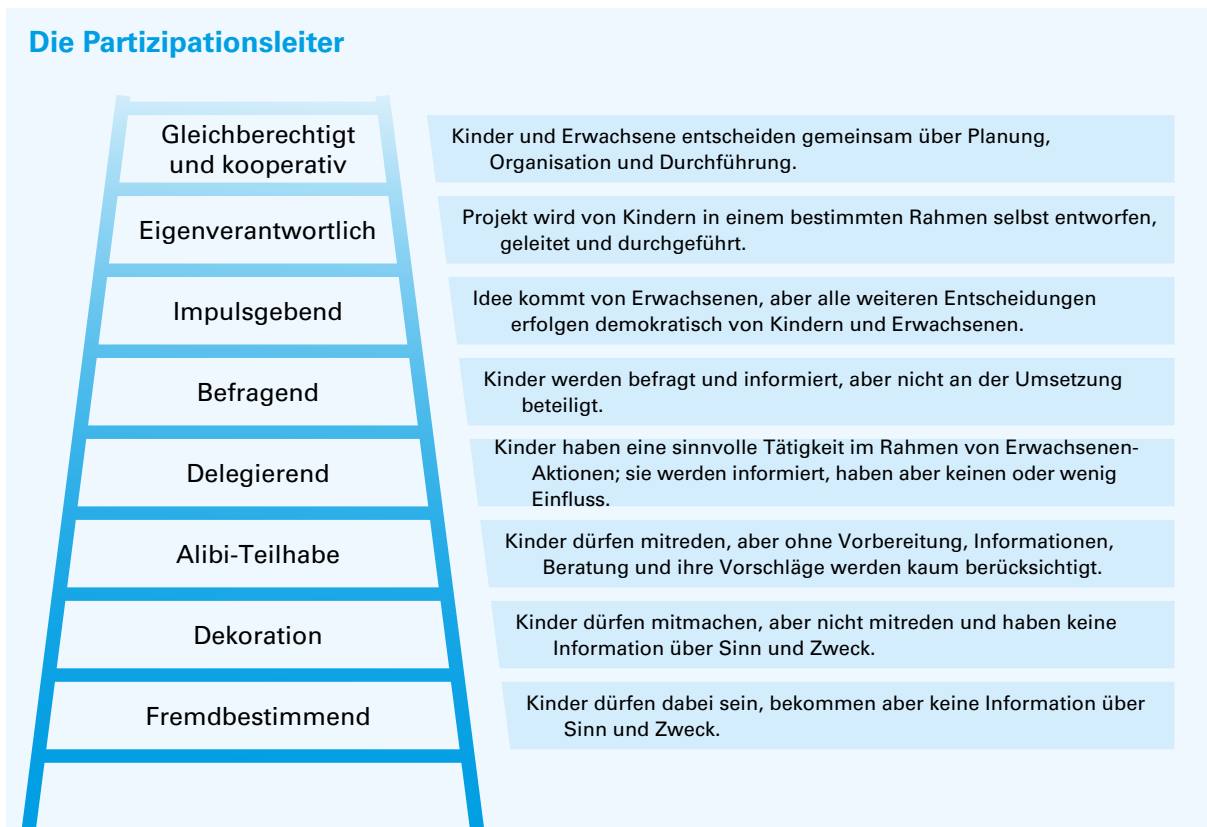 Die Partizipationsleiter
Gleichberechtigt
und kooperativ
Kinder und Erwachsene entscheiden gemeinsam über Planung,
Organisation und Durchführung.
Eigenverantwortlich
Projekt wird von Kindern in einem bestimmten Rahmen selbst entworfen,
geleitet und durchgeführt.
Impulsgebend
Idee kommt von Erwachsenen, aber alle weiteren Entscheidungen
erfolgen demokratisch von Kindern und Erwachsenen.
Befragend
Kinder werden befragt und informiert, aber nicht an der Umsetzung
beteiligt.
Delegierend
Kinder haben eine sinnvolle Tätigkeit im Rahmen von Erwachsenen-
Aktionen; sie werden informiert, haben aber keinen oder wenig
Einfluss.
Alibi-Teilhabe
Kinder dürfen mitreden, aber ohne Vorbereitung, Informationen,
Beratung und ihre Vorschläge werden kaum berücksichtigt.
Dekoration
Kinder dürfen mitmachen, aber nicht mitreden und haben keine
Information über Sinn und Zweck.
Fremdbestimmend
Kinder dürfen dabei sein, bekommen aber keine Information über
Sinn und Zweck.